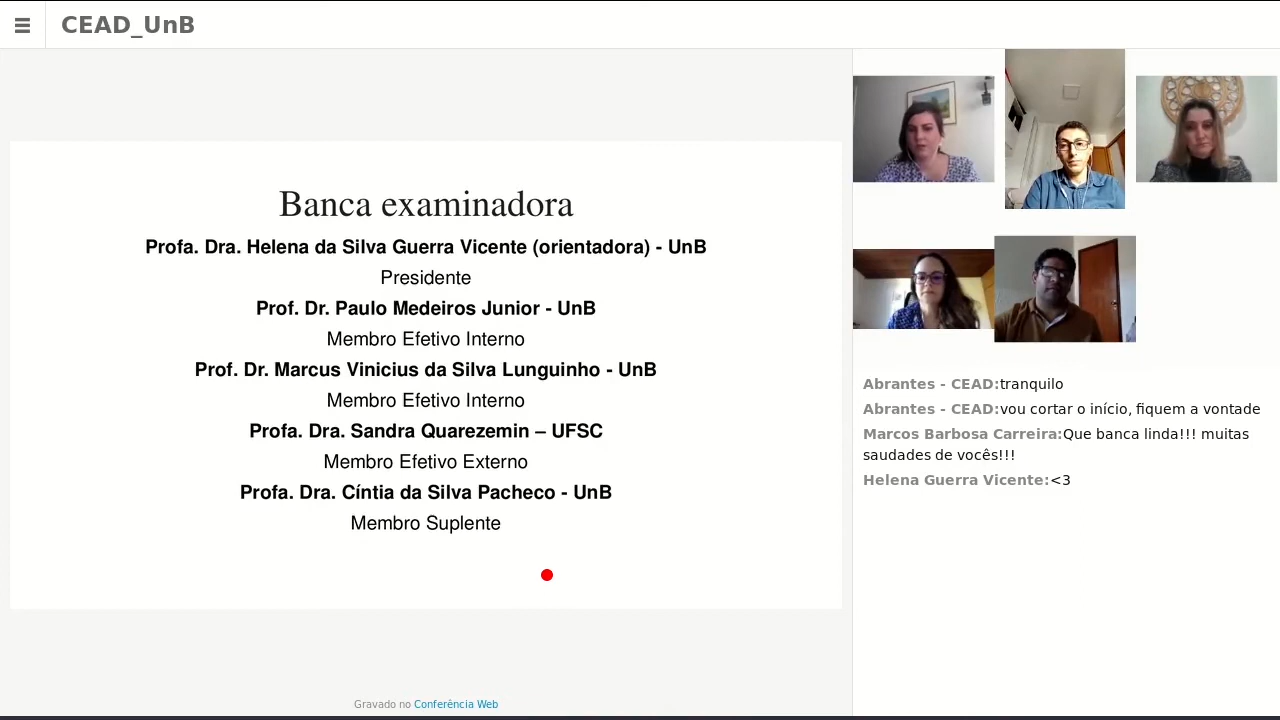 CEAD_UnB
Banca examinadora
Profa. Dra. Helena da Silva Guerra Vicente (orientadora) - UnB
Presidente
Prof. Dr. Paulo Medeiros Junior - UnB
Membro Efetivo Interno
Prof. Dr. Marcus Vinicius da Silva Lunguinho - UnB
Membro Efetivo Interno
Profa. Dra. Sandra Quarezemin – UFSC
Membro Efetivo Externo
Profa. Dra. Cíntia da Silva Pacheco - UnB
Membro Suplente
Abrantes - CEAD:tranquilo
Abrantes - CEAD:vou cortar o início, fiquem a vontade
Marcos Barbosa Carreira:Que banca linda!!! muitas
saudades de vocês!!!
Helena Guerra Vicente:<3
Gravado no Conferência Web